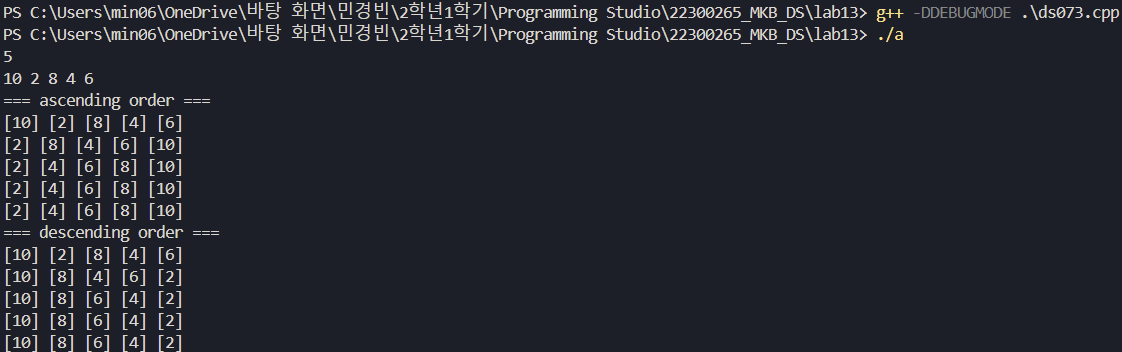 PS C:\Users\min06\OneDrive\바탕 화면\민경빈\2학년1학기\Programming Studio\22300265_MKB_DS\lab13> g++ -DDEBUGMODE .\ds073.cpp
PS C:\Users\min06\OneDrive\바탕 화면\민경빈\2학년1학기\Programming Studio\22300265_MKB_DS\lab13> ./a
5
10 2 8 4 6
=== ascending order ===
[10] [2] [8] [4] [6]
[2] [8] [4] [6] [10]
[2] [4] [6] [8] [10]
[2] [4] [6] [8] [10]
[2] [4] [6] [8] [10]
=== descending order ===
[10] [2] [8] [4] [6]
[10] [8] [4] [6] [2]
[10] [8] [6] [4] [2]
[10] [8] [6] [4] [2]
[10] [8] [6] [4] [2]